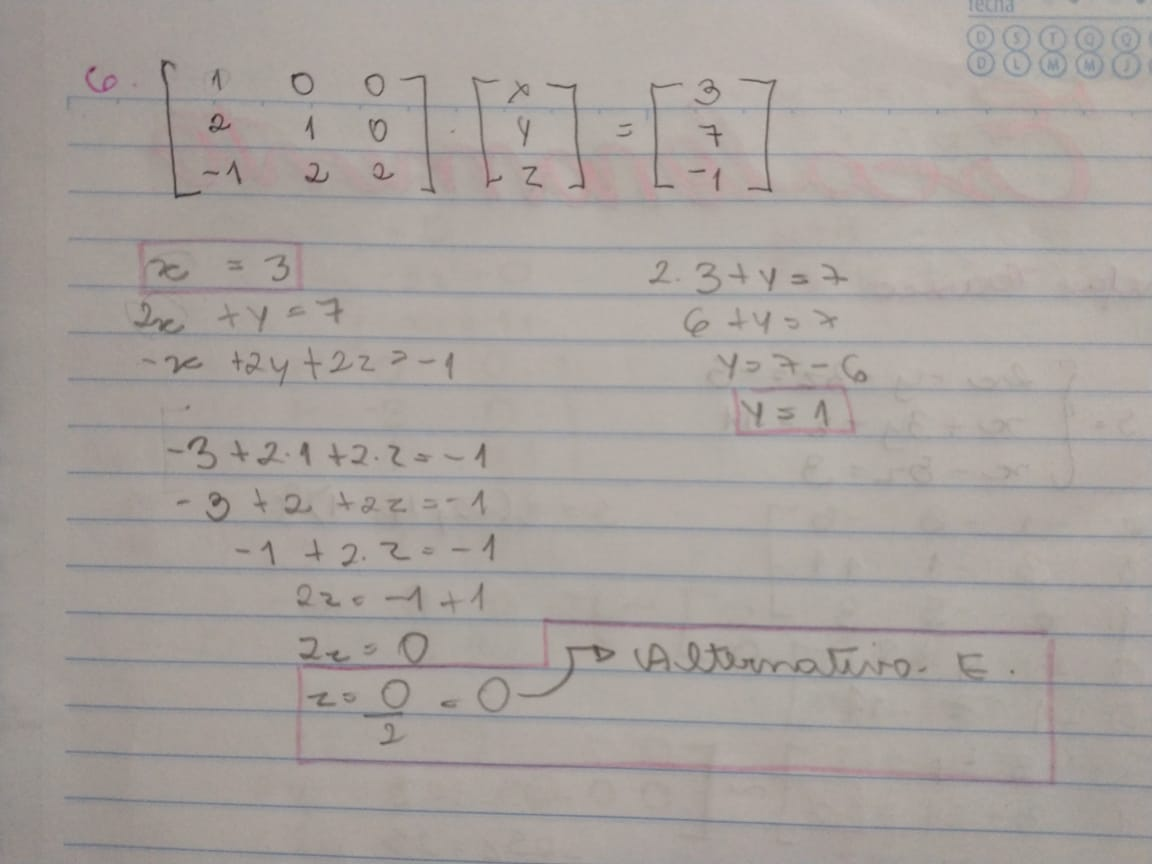 fecha
D S T Q Q
D L M M J
6. [ 1 0 0 ] [ x ] [ 3 ]
[ 2 1 0 ] . [ y ] = [ 7 ]
[ -1 2 2 ] [ z ] [ -1 ]
x = 3
2x + y = 7
-x + 2y + 2z = -1
2. 3 + y = 7
6 + y = 7
y = 7 - 6
y = 1
-3 + 2.1 + 2.z = -1
-3 + 2 + 2z = -1
-1 + 2. z = -1
2z = -1 + 1
2z = 0
z = 0/2 = 0 → Alternativa. E.